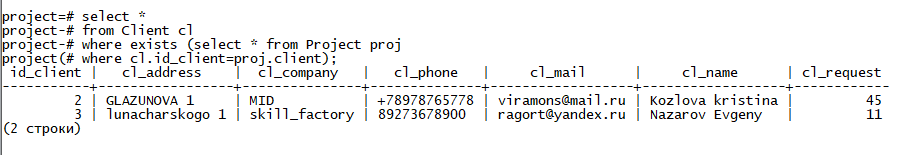 project=# select *
project-# from Client cl
project-# where exists (select * from Project proj
project(# where cl.id_client=proj.client);
 id_client |   cl_address   |  cl_company   |   cl_phone   |     cl_mail      |     cl_name      | cl_request
-----------+----------------+---------------+--------------+------------------+------------------+------------
         2 | GLAZUNOVA 1    | MID           | +78978765778 | viramons@mail.ru | Kozlova kristina |         45
         3 | lunacharskogo 1 | skill_factory | 89273678900  | ragort@yandex.ru | Nazarov Evgeny   |         11
(2 строки)